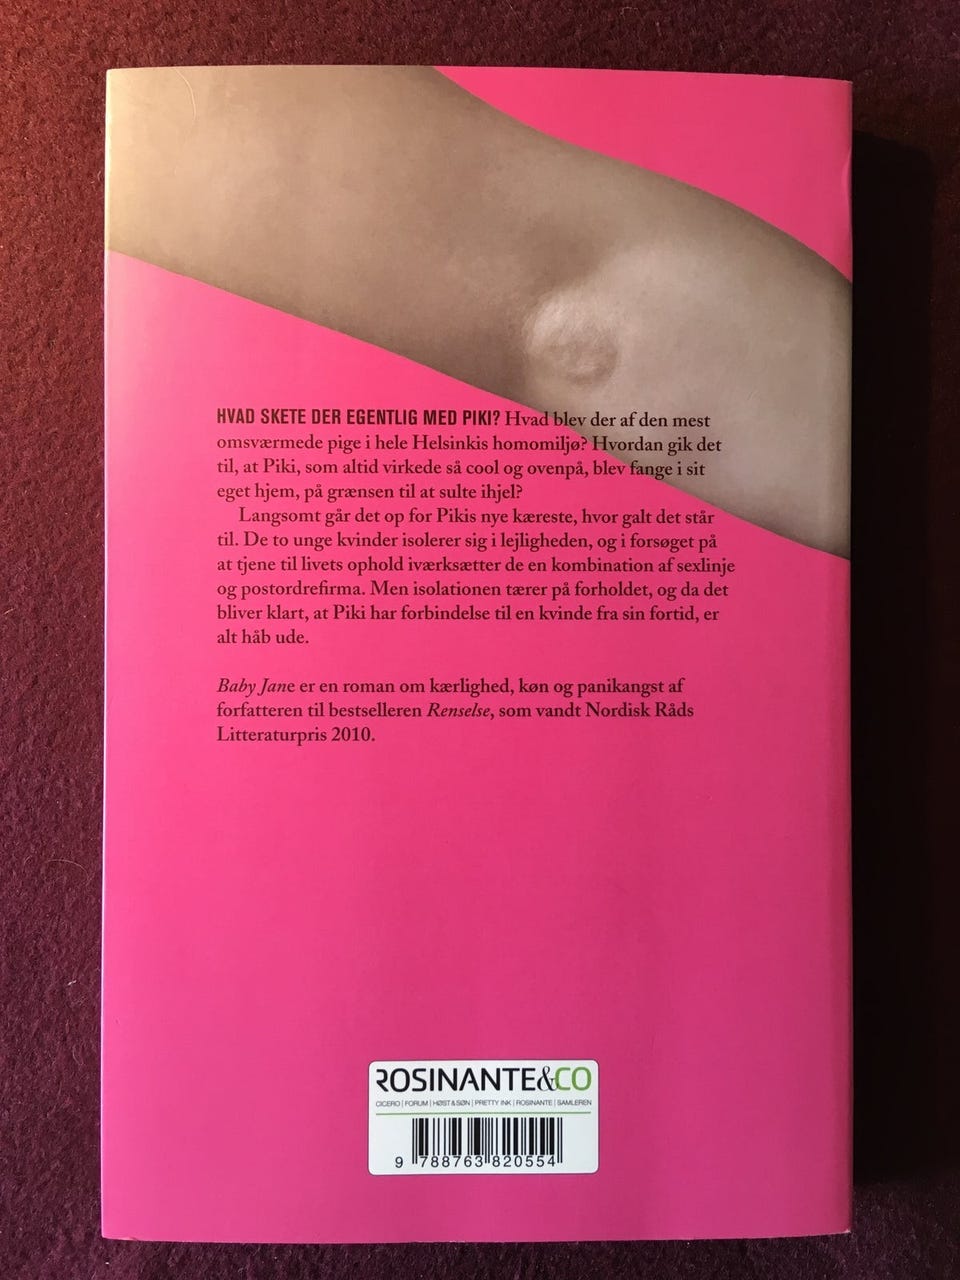 HVAD SKETE DER EGENTLIG MED PIKI? Hvad blev der af den mest
omsværmede pige i hele Helsinkis homomiljø? Hvordan gik det
til, at Piki, som altid virkede så cool og ovenpå, blev fange i sit
eget hjem, på grænsen til at sulte ihjel?
Langsomt går det op for Pikis nye kæreste, hvor galt det står
til. De to unge kvinder isolerer sig i lejligheden, og i forsøget på
at tjene til livets ophold iværksætter de en kombination af sexlinje
og postordrefirma. Men isolationen tærer på forholdet, og da det
bliver klart, at Piki har forbindelse til en kvinde fra sin fortid, er
alt håb ude.
Baby Jane er en roman om kærlighed, køn og panikangst af
forfatteren til bestselleren Renselse, som vandt Nordisk Råds
Litteraturpris 2010.
ROSINANTE&CO
CICERO | FORUM | HØST & SØN | PRETTY INK | ROSINANTE | SAMLEREN
9 788763 820554